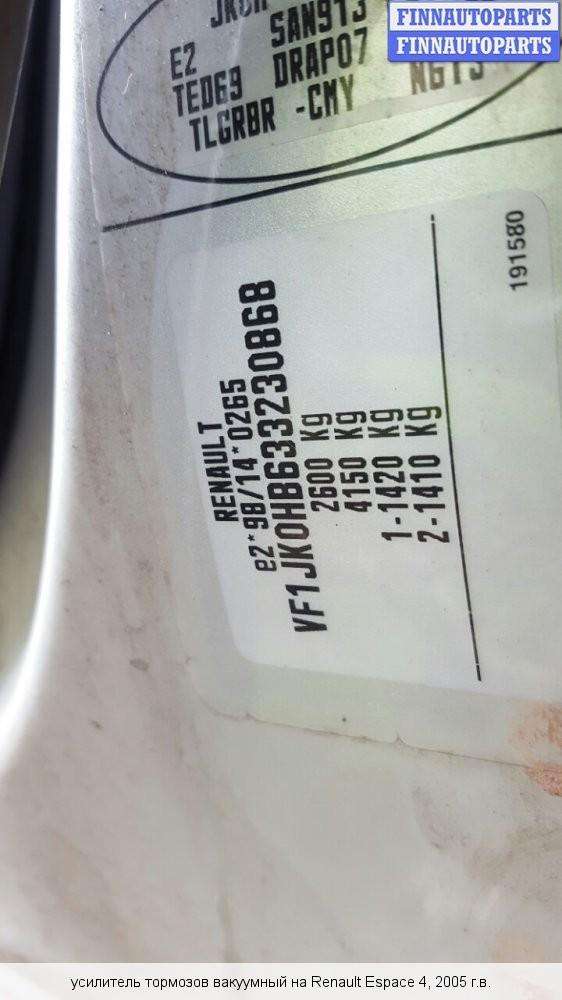 FINNAUTOPARTS
FINNAUTOPARTS
E2 SAN913
TED69 DRAP07
TLGRBR -CMY
RENAULT
e2*98/14*0265
VF1JK0HB633230868
2600 Kg
4150 Kg
1-1420 Kg
2-1410 Kg
191580
усилитель тормозов вакуумный на Renault Espace 4, 2005 г.в.